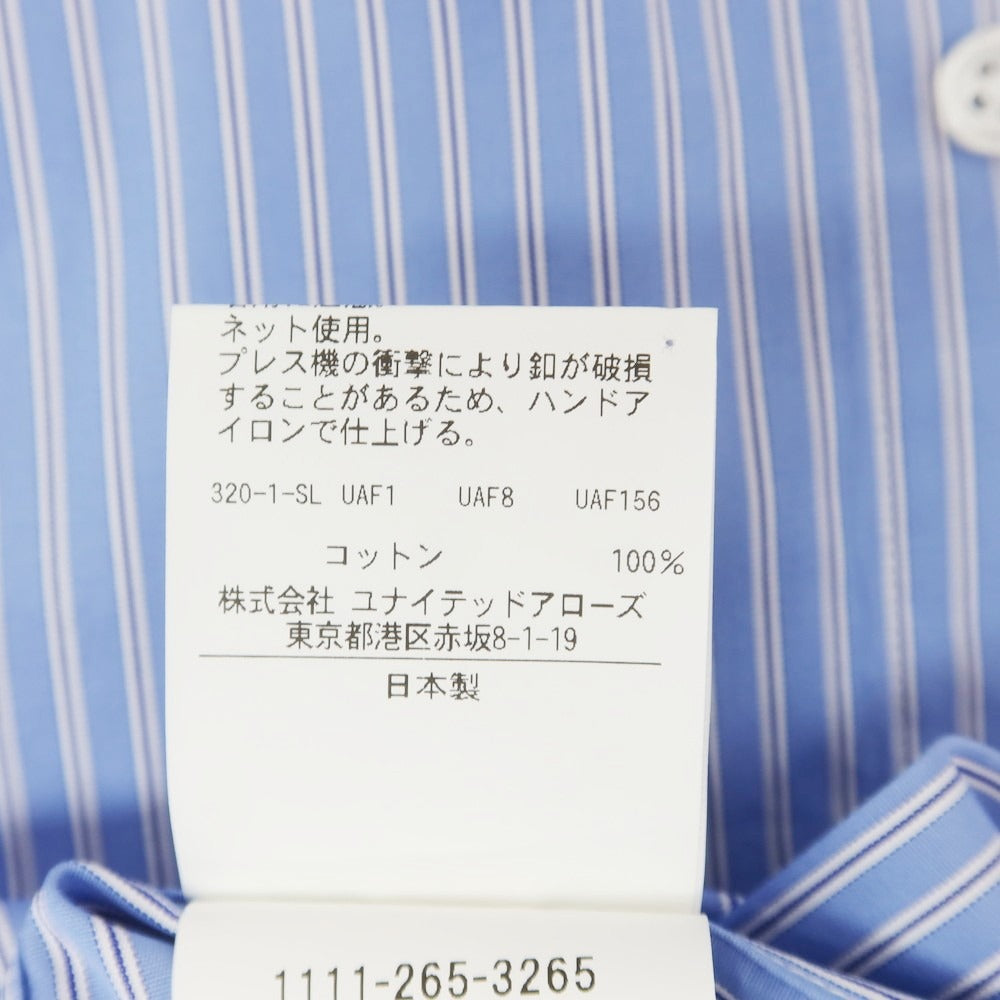 ネット使用。
プレス機の衝撃により釦が破損
することがあるため、ハンドア
イロンで仕上げる。
320-1-SL UAF1 UAF8 UAF156
コットン 100%
株式会社 ユナイテッドアローズ
東京都港区赤坂8-1-19
日本製
1111-265-3265